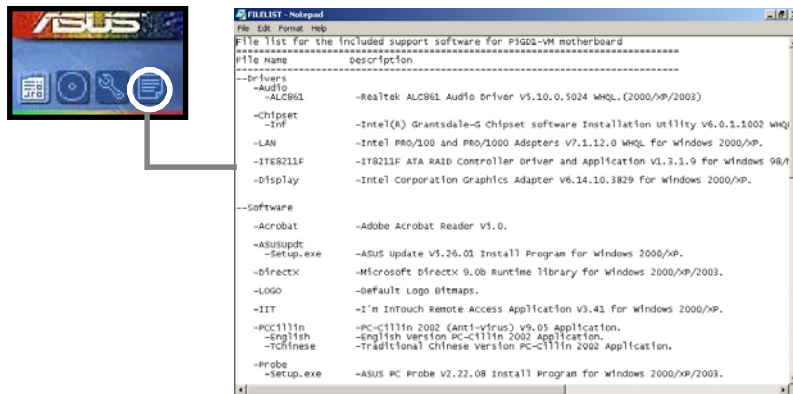 ASUS
FILELIST - Notepad
File Edit Format Help
File list for the included support software for P5GD1-VM motherboard
================================================================
File Name Description
----------------------------------------------------------------
--Drivers
-Audio
-ALC861 -Realtek ALC861 Audio Driver V5.10.0.5024 WHQL.(2000/XP/2003)
-Chipset
-Inf -Intel(R) Grantsdale-G Chipset software Installation Utility v6.0.1.1002 WHQL
-LAN -Intel PRO/100 and PRO/1000 Adspters V7.1.12.0 WHQL for Windows 2000/XP.
-ITE8211F -IT8211F ATA RAID Controller Driver and Application V1.3.1.9 for Windows 98/M
-Display -Intel Corporation Graphics Adapter V6.14.10.3829 for Windows 2000/XP.
--Software
-Acrobat -Adobe Acrobat Reader V5.0.
-ASUSUpdt
-Setup.exe -ASUS Update V5.26.01 Install Program for Windows 2000/XP.
-DirectX -Microsoft DirectX 9.0b Runtime library for Windows 2000/XP/2003.
-LOGO -Default Logo Bitmaps.
-IIT -I'm InTouch Remote Access Application V3.41 for Windows 2000/XP.
-PCCillin -PC-Cillin 2002 (Anti-Virus) V9.05 Application.
-English -English Version PC-Cillin 2002 Application.
-TChinese -Traditional Chinese Version PC-Cillin 2002 Application.
-Probe
-Setup.exe -ASUS PC Probe V2.22.08 Install Program for Windows 2000/XP/2003.